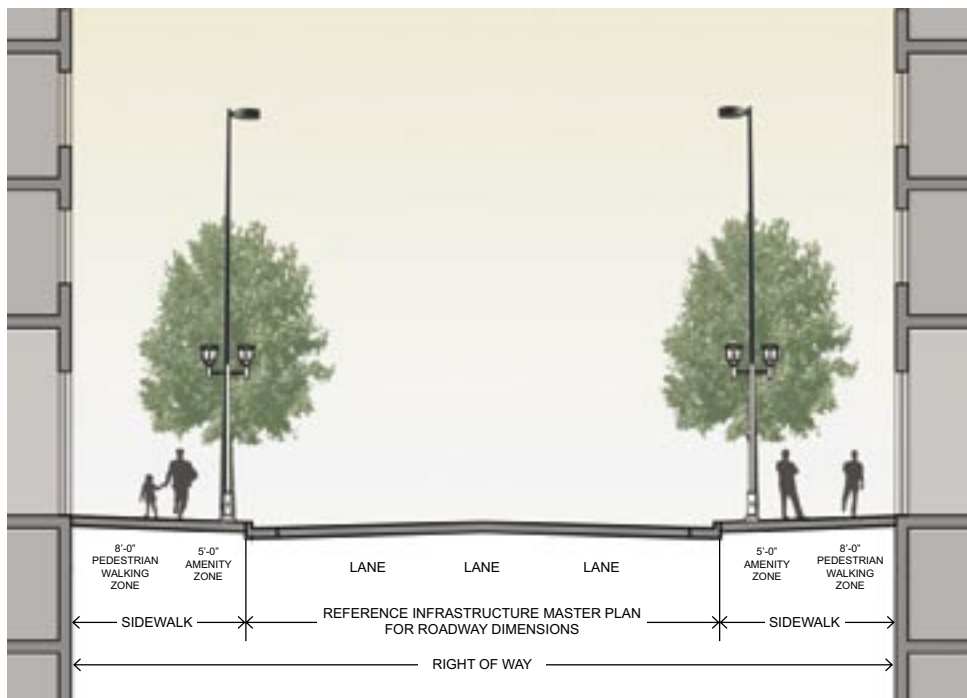 8'-0"
PEDESTRIAN
WALKING
ZONE
5'-0"
AMENITY
ZONE
LANE
LANE
LANE
5'-0"
AMENITY
ZONE
8'-0"
PEDESTRIAN
WALKING
ZONE
SIDEWALK
REFERENCE INFRASTRUCTURE MASTER PLAN
FOR ROADWAY DIMENSIONS
SIDEWALK
RIGHT OF WAY